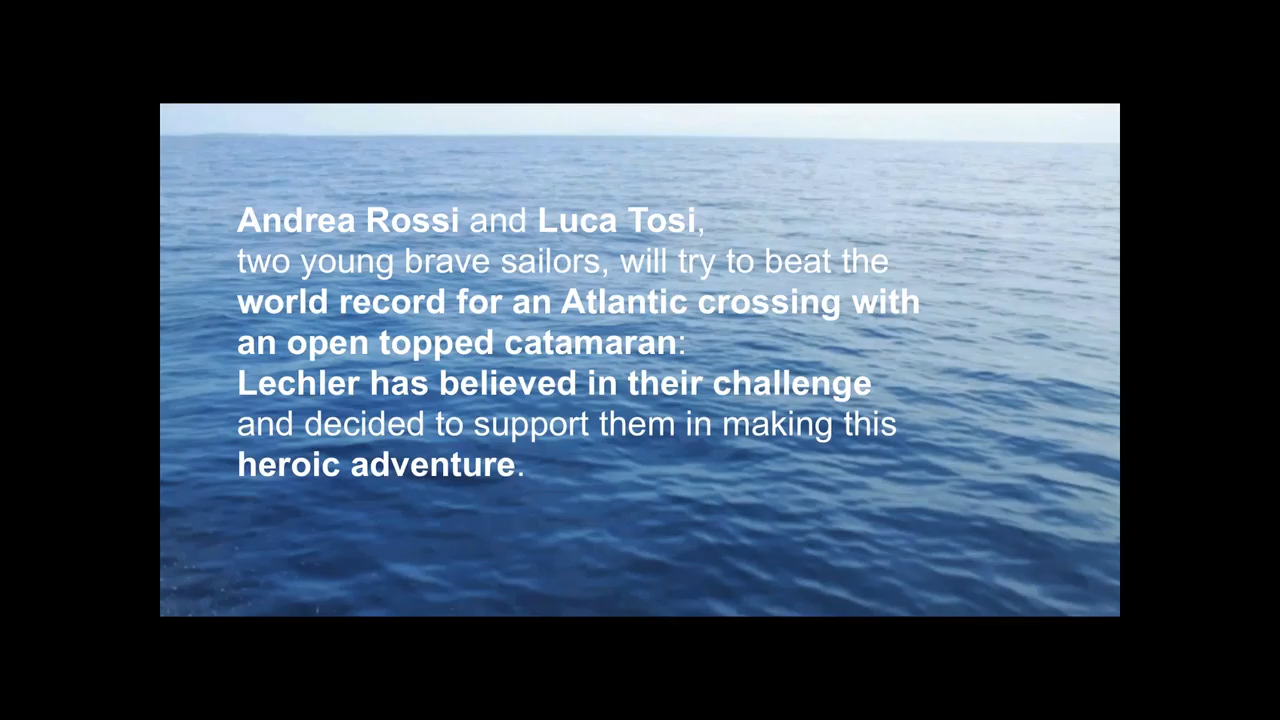 Andrea Rossi and Luca Tosi,
two young brave sailors, will try to beat the
world record for an Atlantic crossing with
an open topped catamaran:
Lechler has believed in their challenge
and decided to support them in making this
heroic adventure.